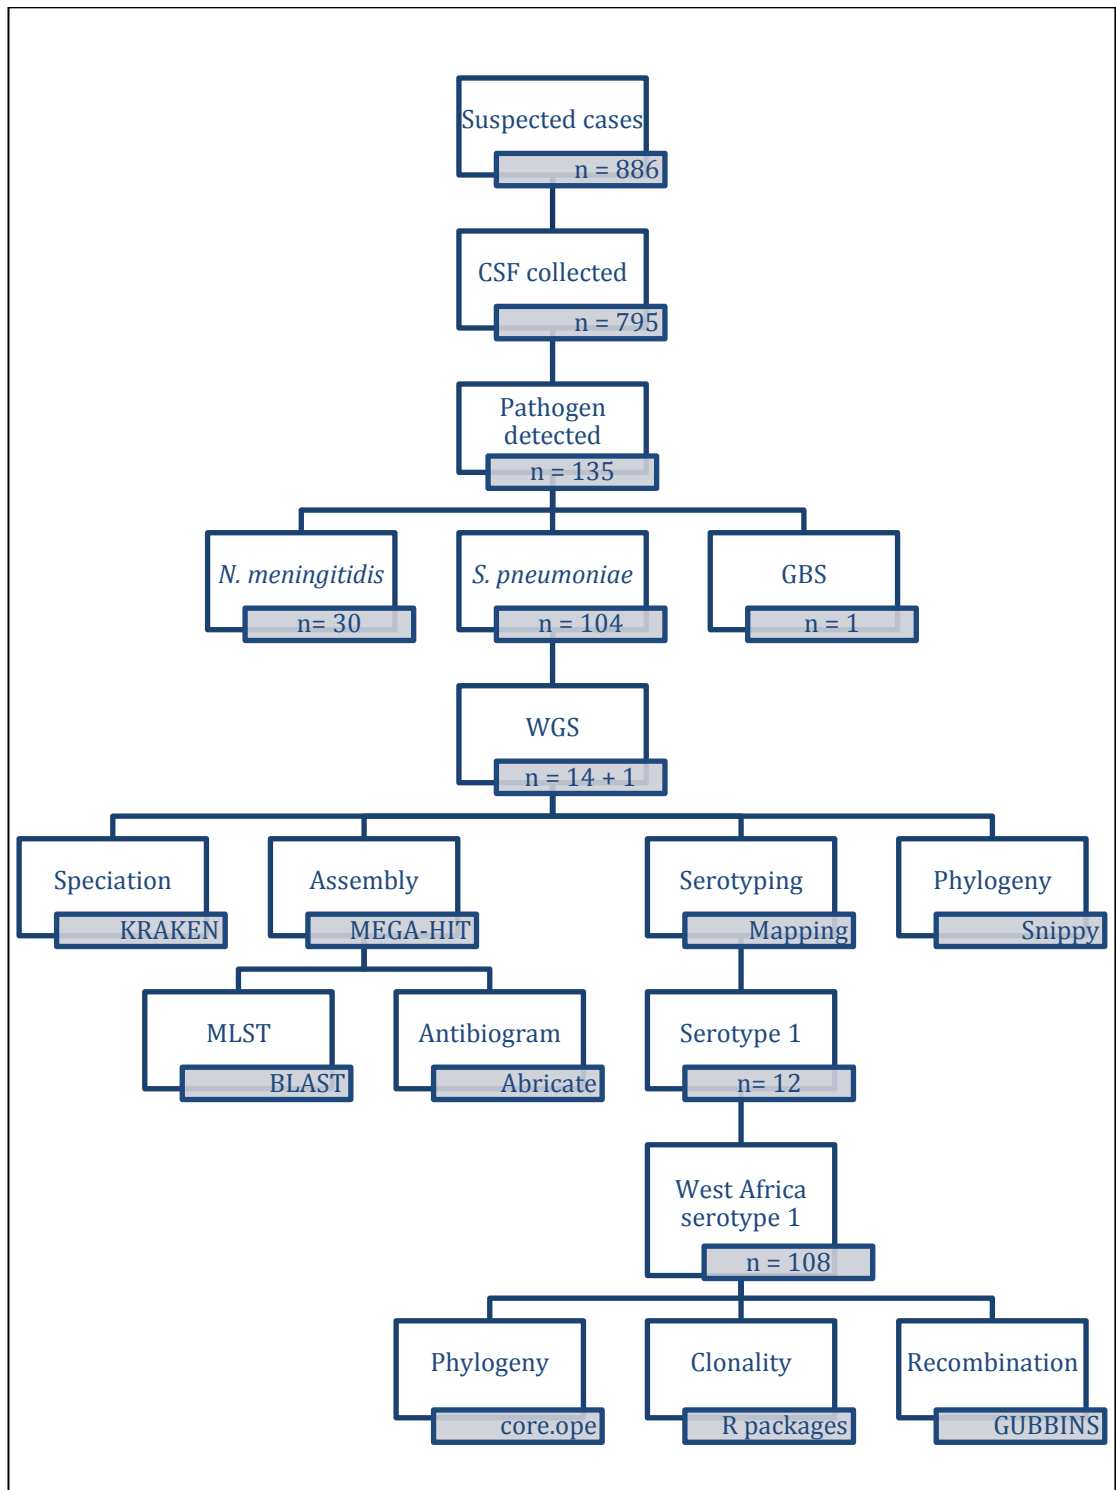 Suspected cases
n = 886
CSF collected
n = 795
Pathogen
detected
n = 135
N. meningitidis
n= 30
S. pneumoniae
n = 104
GBS
n = 1
WGS
n = 14 + 1
Speciation
KRAKEN
Assembly
MEGA-HIT
Serotyping
Mapping
Phylogeny
Snippy
MLST
BLAST
Antibiogram
Abricate
Serotype 1
n= 12
West Africa
serotype 1
n = 108
Phylogeny
core.ope
Clonality
R packages
Recombination
GUBBINS